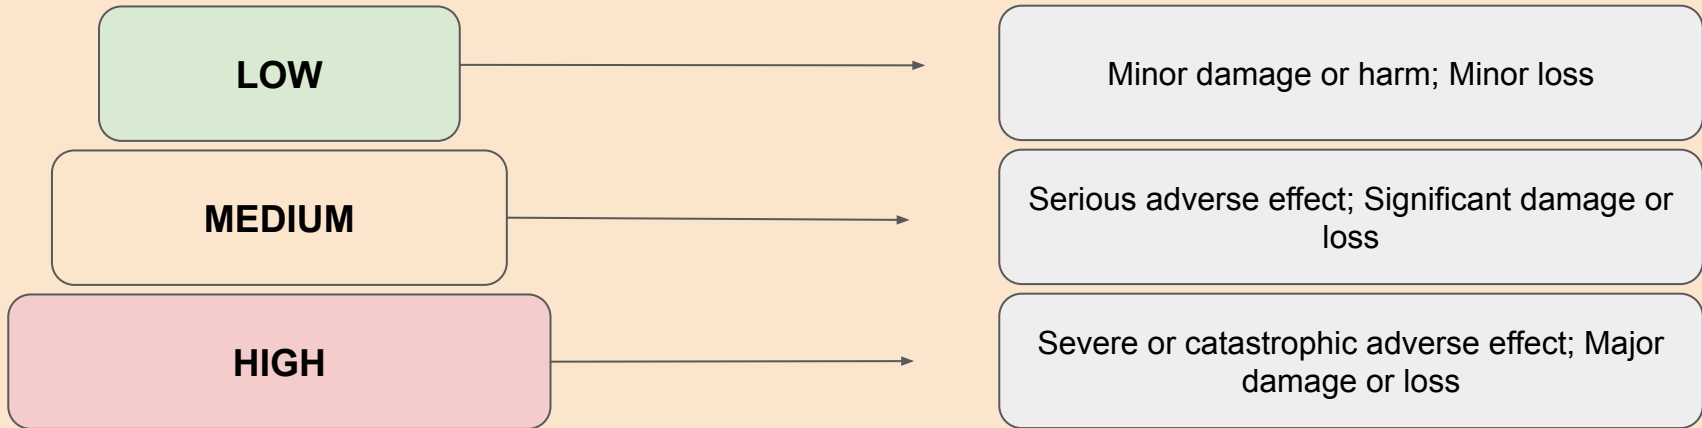 LOW
Minor damage or harm; Minor loss
MEDIUM
Serious adverse effect; Significant damage or
loss
HIGH
Severe or catastrophic adverse effect; Major
damage or loss